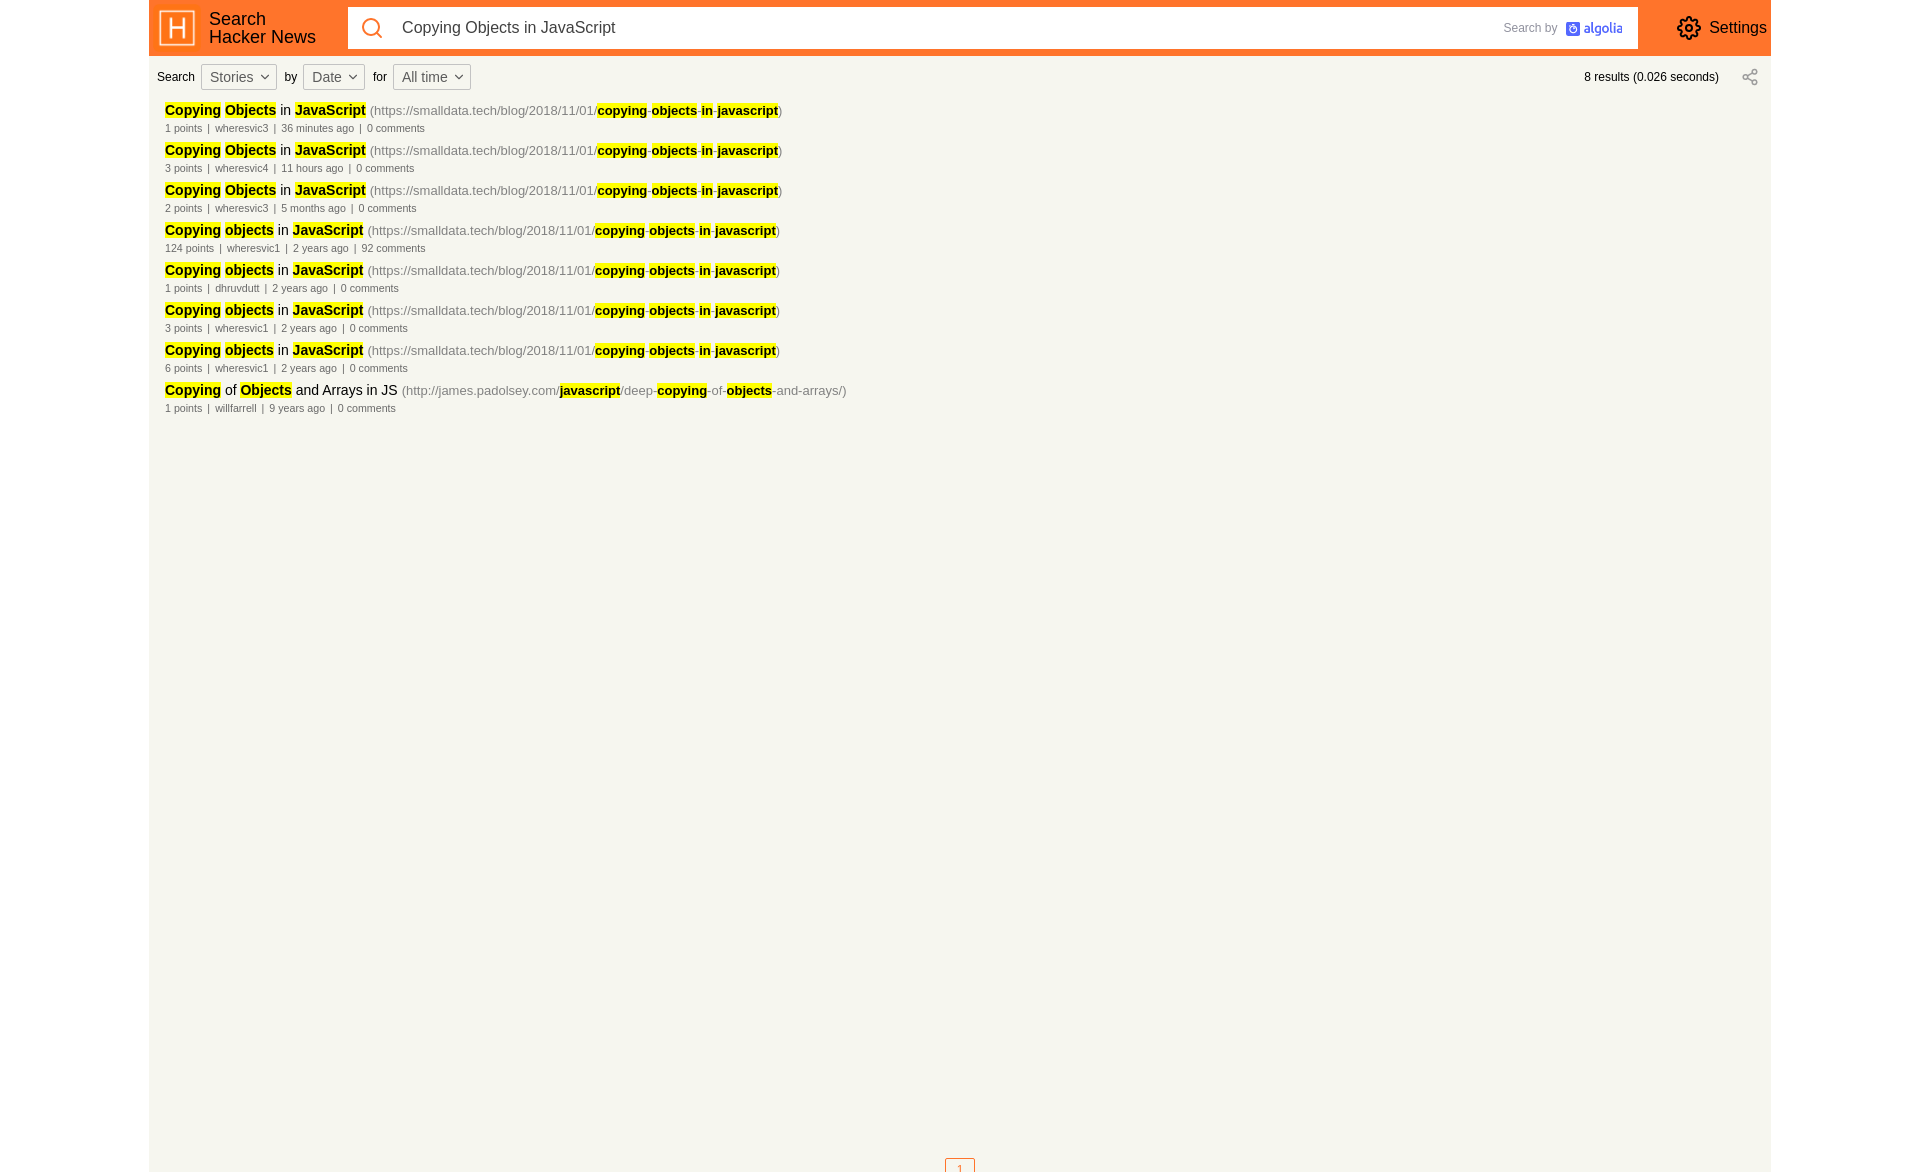 Search
Hacker News
Copying Objects in JavaScript
Search by algolia
Settings
Search Stories by Date for All time
8 results (0.026 seconds)
Copying Objects in JavaScript (https://smalldata.tech/blog/2018/11/01/copying-objects-in-javascript)
1 points | wheresvic3 | 36 minutes ago | 0 comments
Copying Objects in JavaScript (https://smalldata.tech/blog/2018/11/01/copying-objects-in-javascript)
3 points | wheresvic4 | 11 hours ago | 0 comments
Copying Objects in JavaScript (https://smalldata.tech/blog/2018/11/01/copying-objects-in-javascript)
2 points | wheresvic3 | 5 months ago | 0 comments
Copying objects in JavaScript (https://smalldata.tech/blog/2018/11/01/copying-objects-in-javascript)
124 points | wheresvic1 | 2 years ago | 92 comments
Copying objects in JavaScript (https://smalldata.tech/blog/2018/11/01/copying-objects-in-javascript)
1 points | dhruvdutt | 2 years ago | 0 comments
Copying objects in JavaScript (https://smalldata.tech/blog/2018/11/01/copying-objects-in-javascript)
3 points | wheresvic1 | 2 years ago | 0 comments
Copying objects in JavaScript (https://smalldata.tech/blog/2018/11/01/copying-objects-in-javascript)
6 points | wheresvic1 | 2 years ago | 0 comments
Copying of Objects and Arrays in JS (http://james.padolsey.com/javascript/deep-copying-of-objects-and-arrays/)
1 points | willfarrell | 9 years ago | 0 comments
1